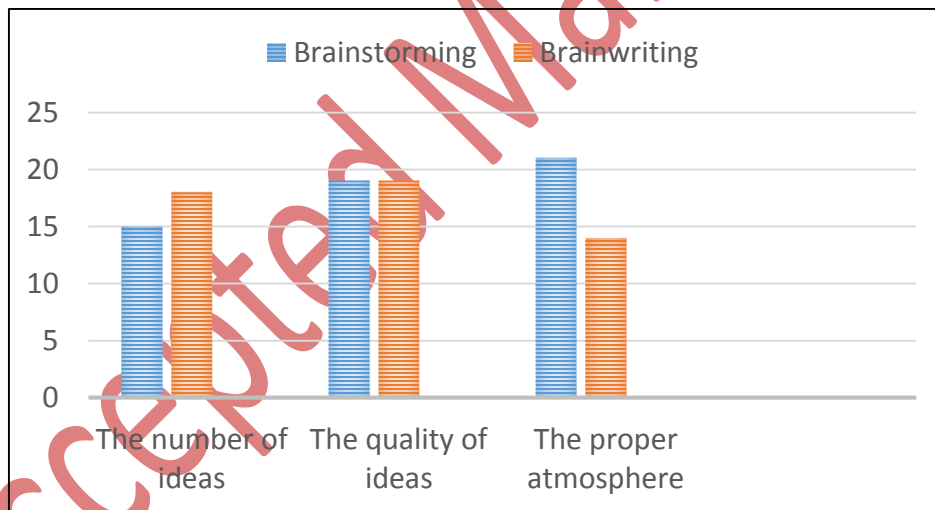 Brainstorming Brainwriting
25
20
15
10
5
0
The number of ideas
The quality of ideas
The proper atmosphere